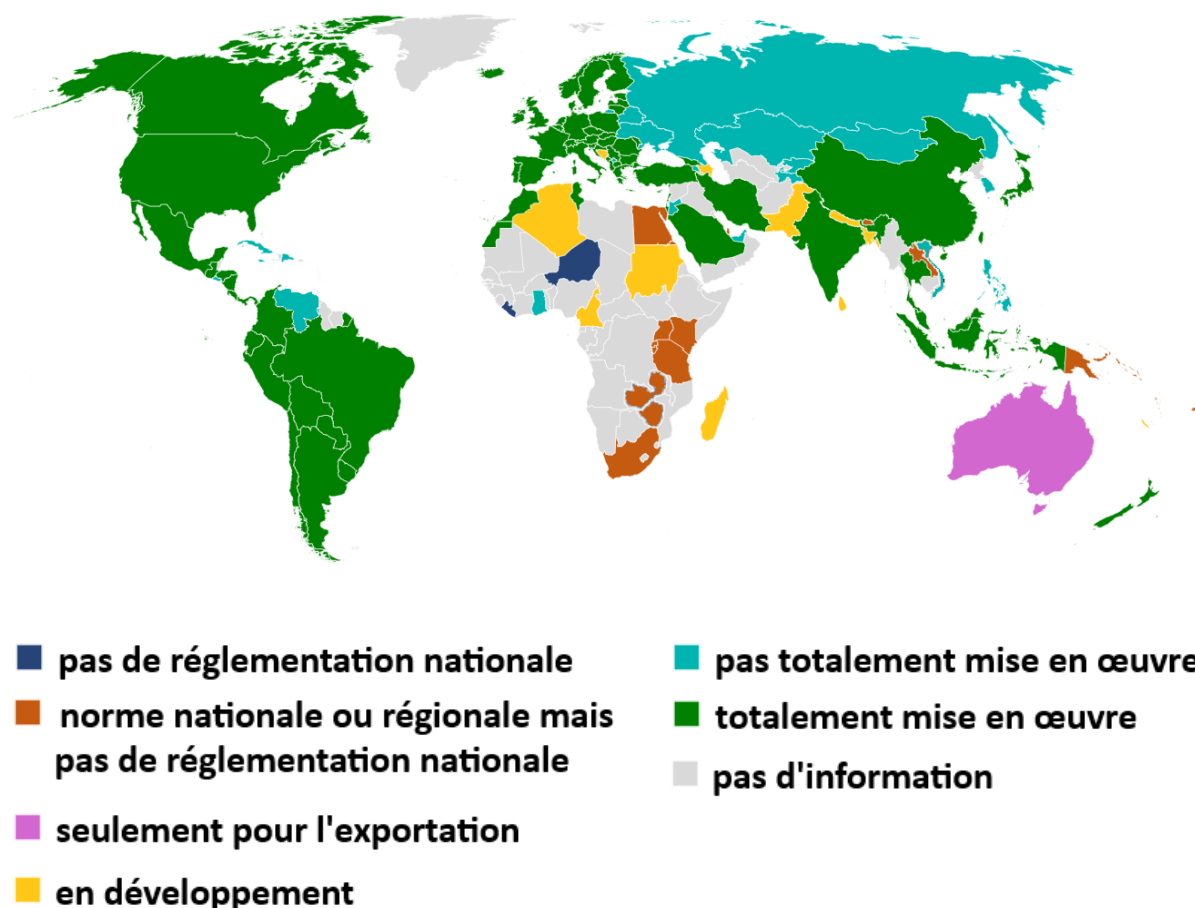 pas de réglementation nationale
norme nationale ou régionale mais
pas de réglementation nationale
seulement pour l'exportation
en développement
pas totalement mise en œuvre
totalement mise en œuvre
pas d'information